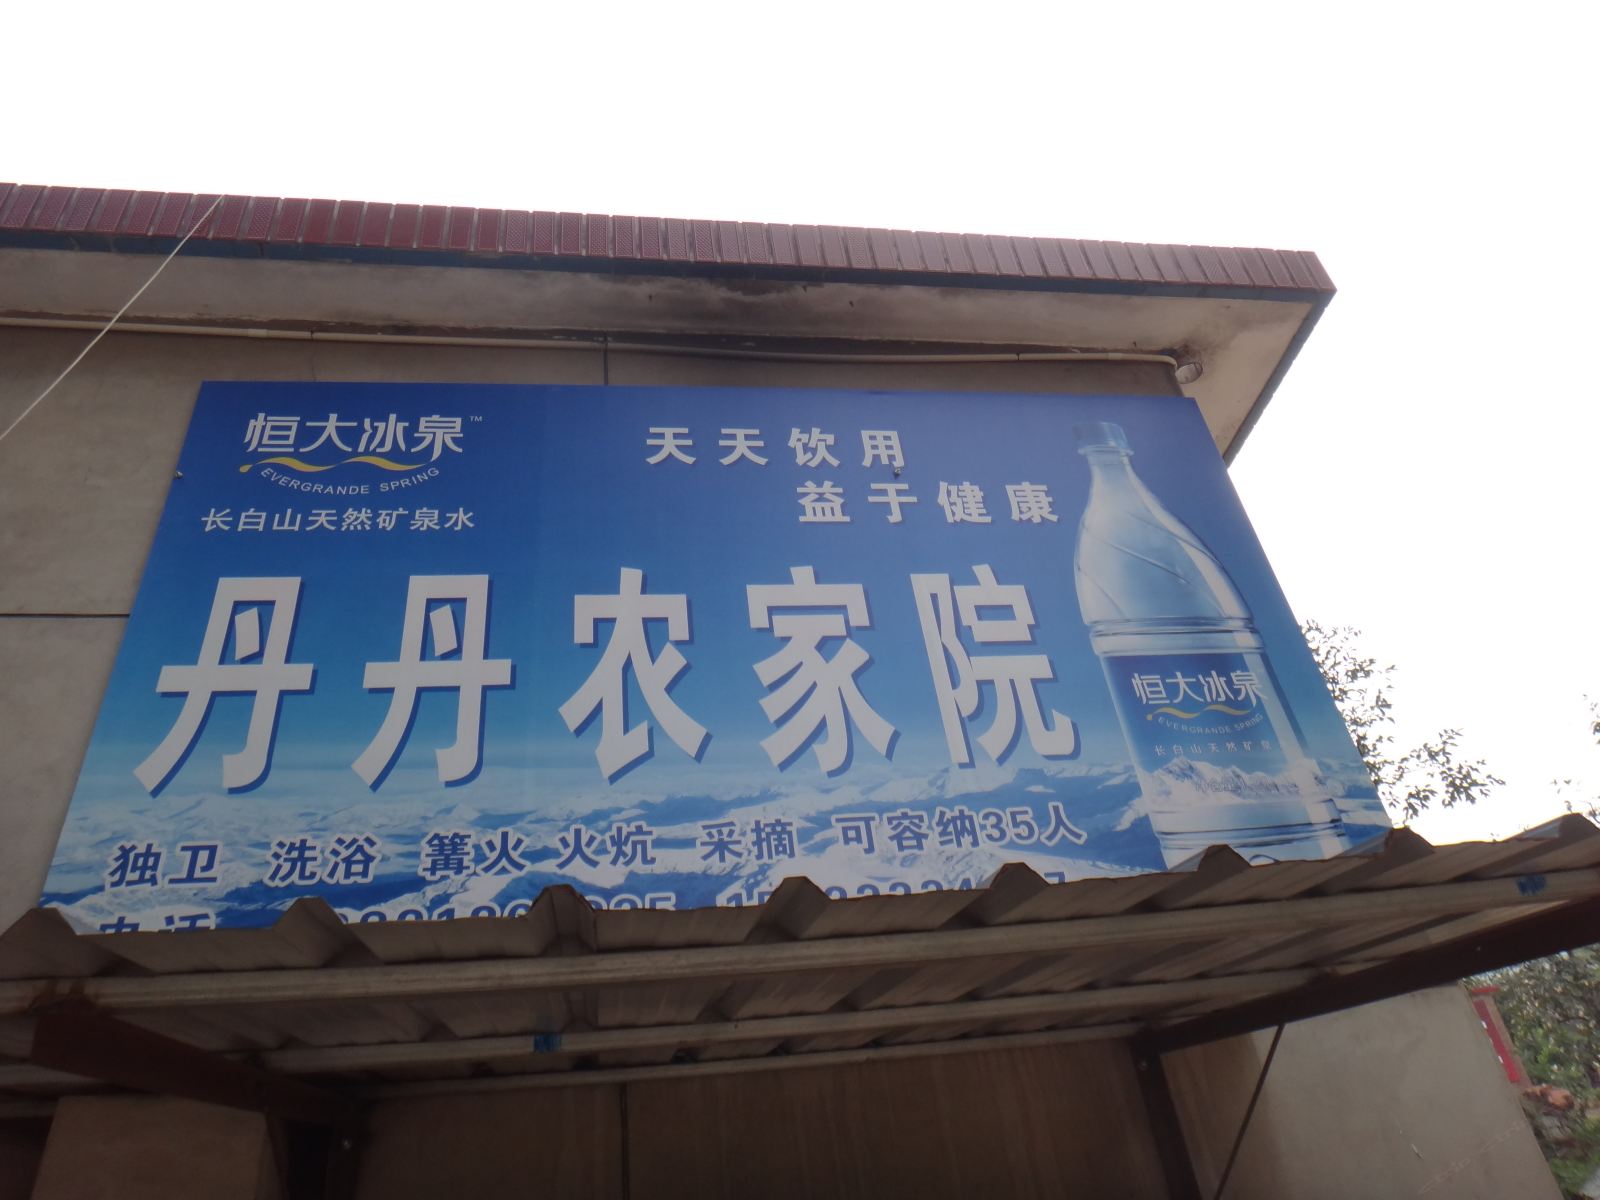 恒大冰泉™
EVERGRANDE SPRING
长白山天然矿泉水
天天饮用
益于健康
丹丹农家院
恒大冰泉
EVERGRANDE SPRING
长白山天然矿泉
独卫 洗浴 篝火 火炕 采摘 可容纳35人
电话